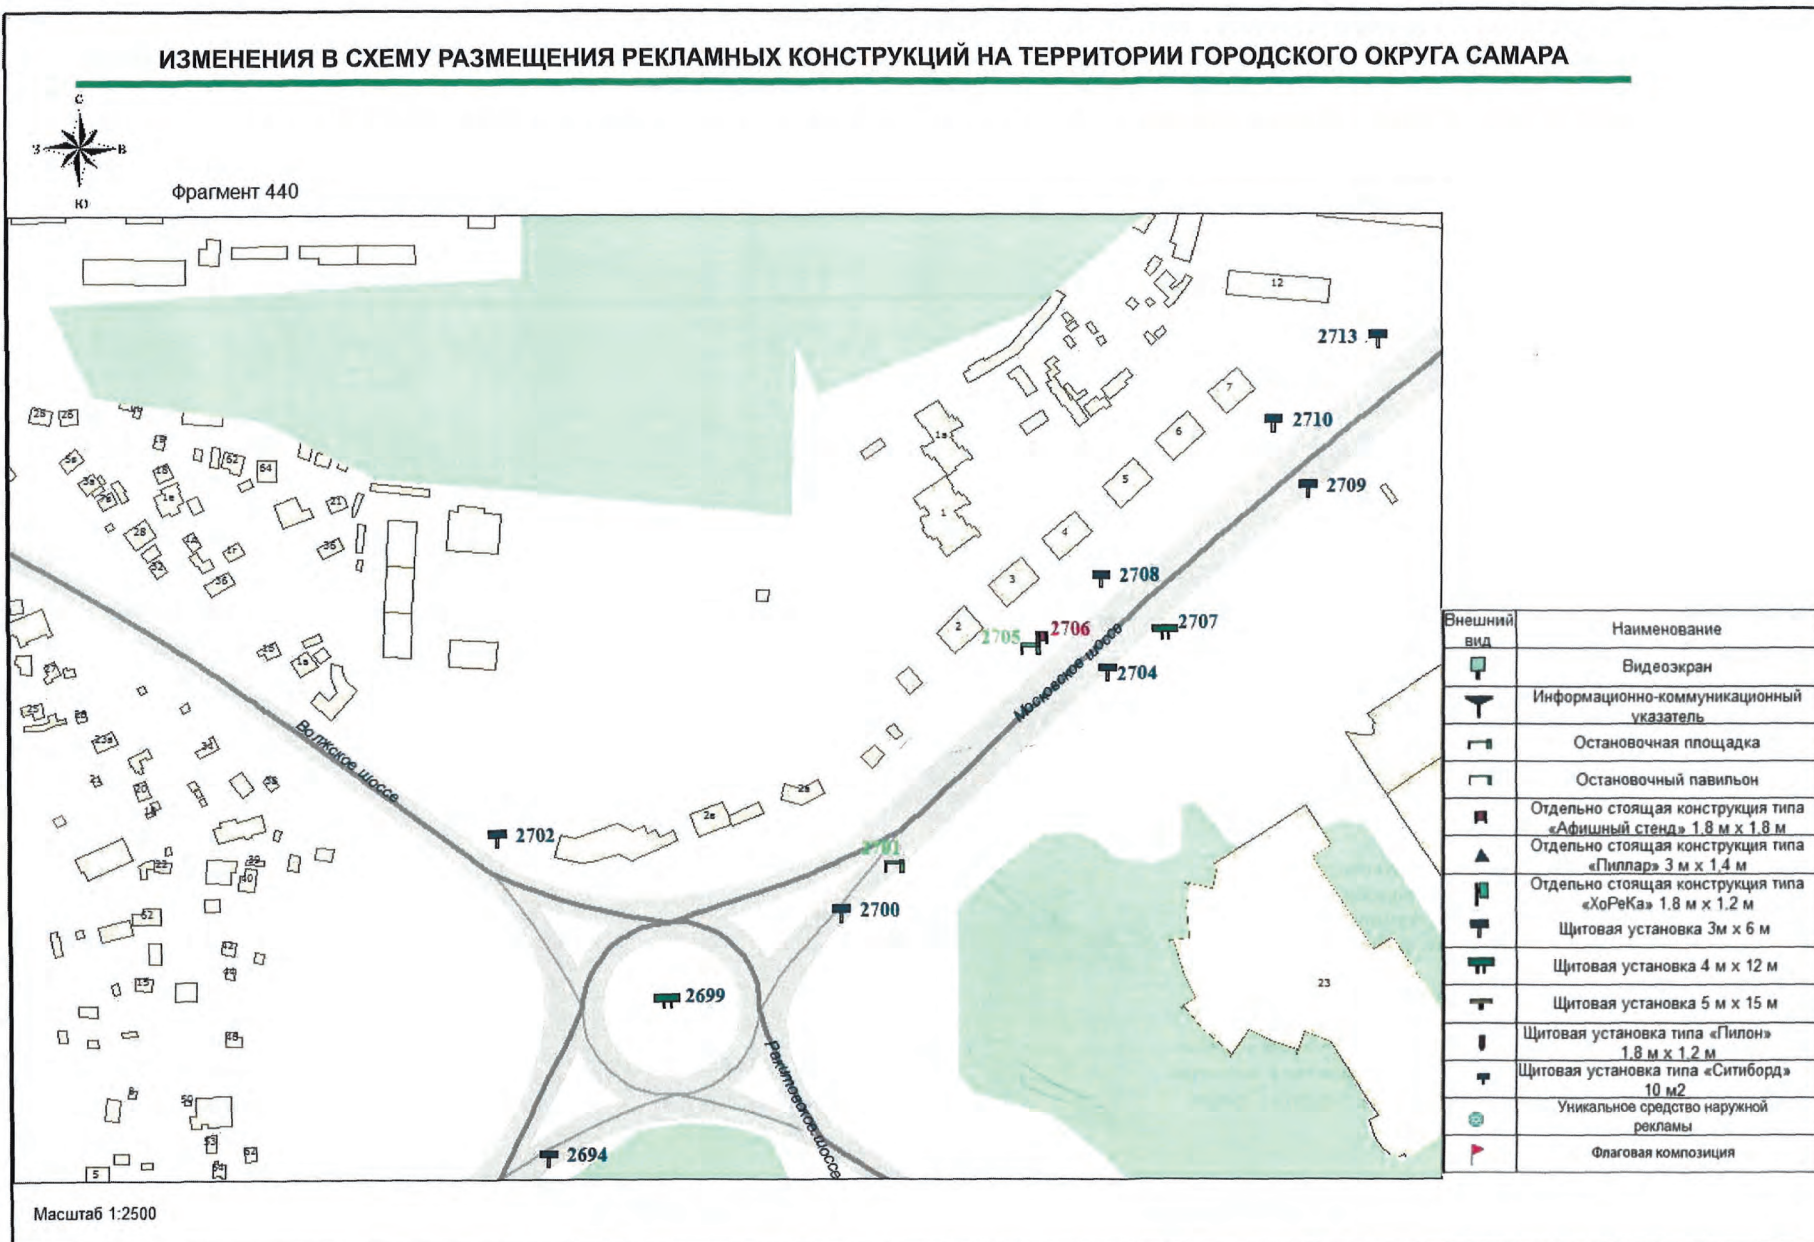 ИЗМЕНЕНИЯ В СХЕМУ РАЗМЕЩЕНИЯ РЕКЛАМНЫХ КОНСТРУКЦИЙ НА ТЕРРИТОРИИ ГОРОДСКОГО ОКРУГА САМАРА
С
З
В
Ю
Фрагмент 440
12
2713
7
2710
1а
6
2709
5
1
4
3
2708
2
2705
2706
2707
2704
Московское шоссе
Волжское шоссе
2702
2701
2700
2699
23
Ракитовское шоссе
2694
5
Внешний вид
Наименование
Видеоэкран
Информационно-коммуникационный
указатель
Остановочная площадка
Остановочный павильон
Отдельно стоящая конструкция типа
«Афишный стенд» 1.8 м х 1.8 м
Отдельно стоящая конструкция типа
«Пиллар» 3 м х 1,4 м
Отдельно стоящая конструкция типа
«ХоРеКа» 1.8 м х 1.2 м
Щитовая установка 3м х 6 м
Щитовая установка 4 м х 12 м
Щитовая установка 5 м х 15 м
Щитовая установка типа «Пилон»
1.8 м х 1.2 м
Щитовая установка типа «Ситиборд»
10 м2
Уникальное средство наружной
рекламы
Флаговая композиция
Масштаб 1:2500